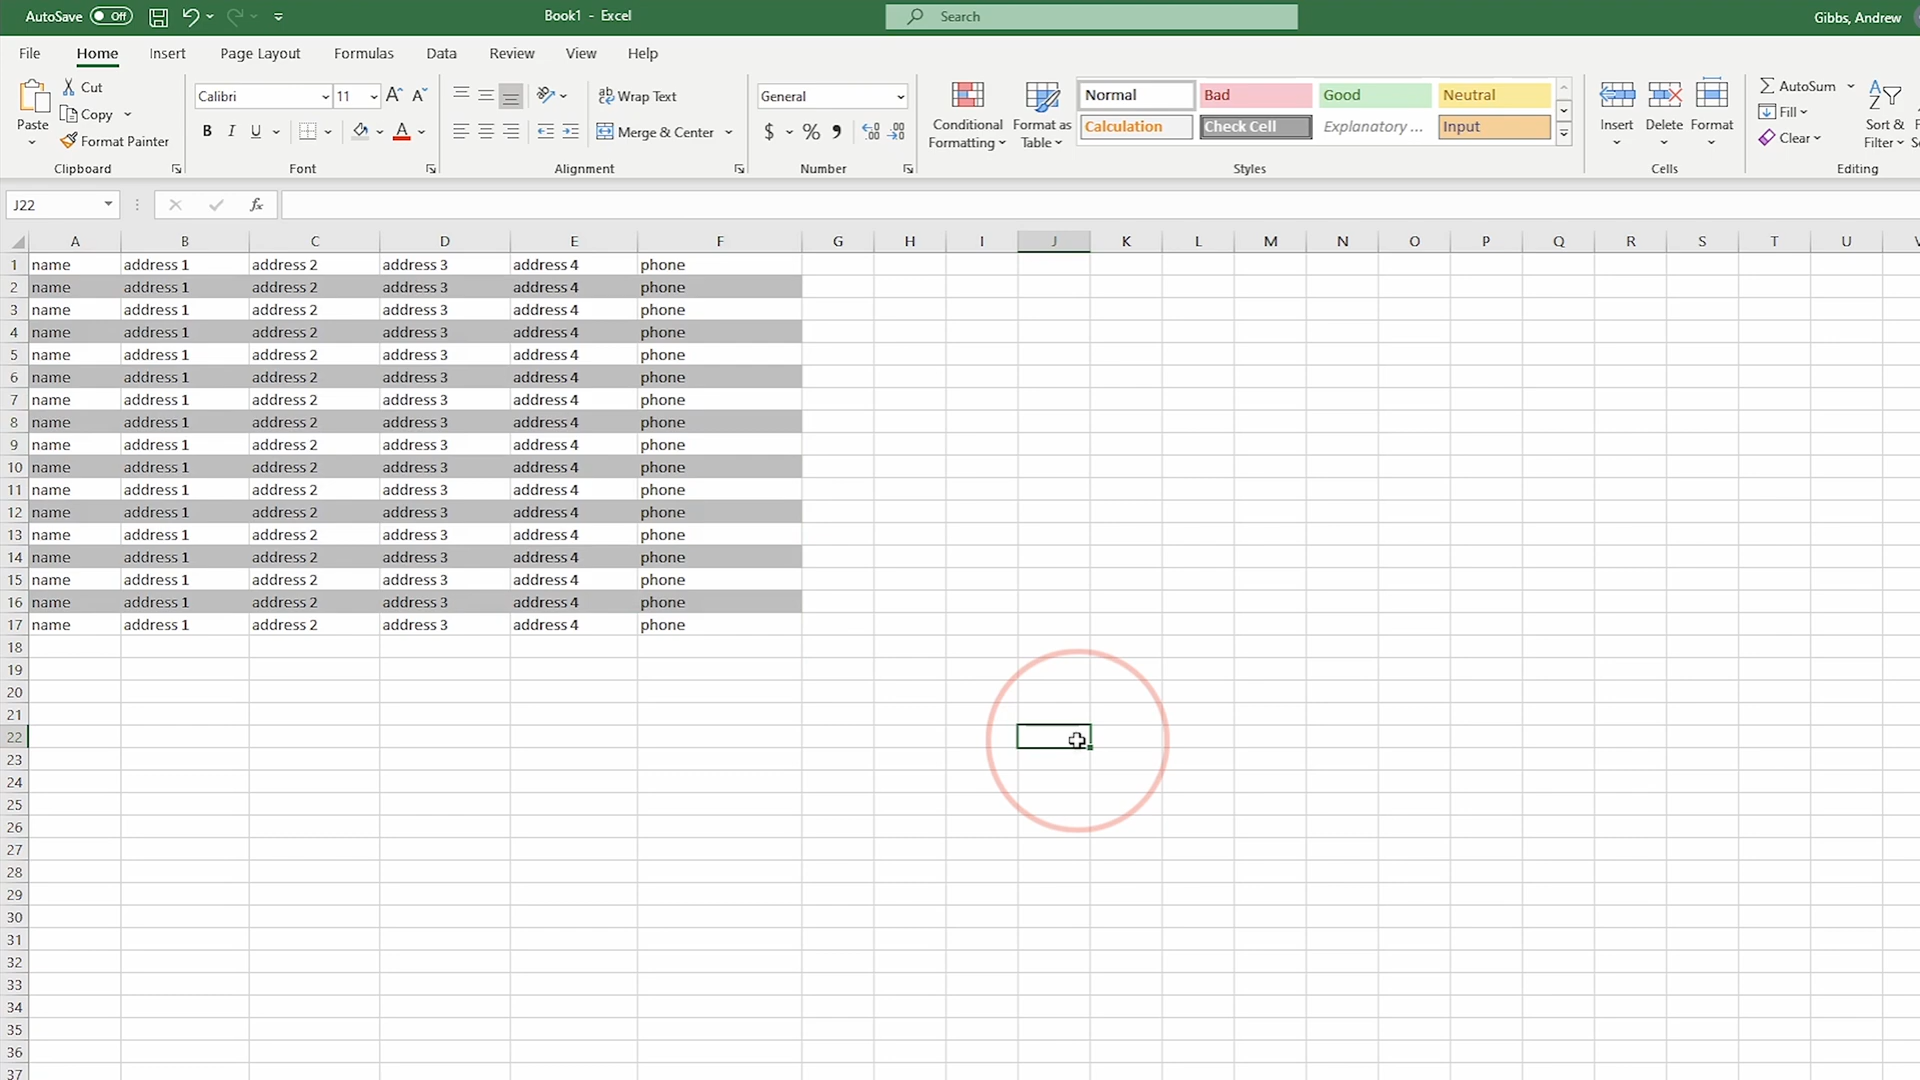 AutoSave Off Book1 - Excel Search Gibbs, Andrew
File Home Insert Page Layout Formulas Data Review View Help
Paste Cut Copy Format Painter Clipboard
Calibri 11 B I U A Font
Wrap Text Merge & Center Alignment
General $ % Number
Conditional Formatting Format as Table
Normal Bad Good Neutral
Calculation Check Cell Explanatory ... Input
Styles
Insert Delete Format Cells
AutoSum Fill Clear Sort & Filter Editing
J22 fx
A B C D E F G H I J K L M N O P Q R S T U
1 name address 1 address 2 address 3 address 4 phone
2 name address 1 address 2 address 3 address 4 phone
3 name address 1 address 2 address 3 address 4 phone
4 name address 1 address 2 address 3 address 4 phone
5 name address 1 address 2 address 3 address 4 phone
6 name address 1 address 2 address 3 address 4 phone
7 name address 1 address 2 address 3 address 4 phone
8 name address 1 address 2 address 3 address 4 phone
9 name address 1 address 2 address 3 address 4 phone
10 name address 1 address 2 address 3 address 4 phone
11 name address 1 address 2 address 3 address 4 phone
12 name address 1 address 2 address 3 address 4 phone
13 name address 1 address 2 address 3 address 4 phone
14 name address 1 address 2 address 3 address 4 phone
15 name address 1 address 2 address 3 address 4 phone
16 name address 1 address 2 address 3 address 4 phone
17 name address 1 address 2 address 3 address 4 phone
18
19
20
21
22
23
24
25
26
27
28
29
30
31
32
33
34
35
36
37